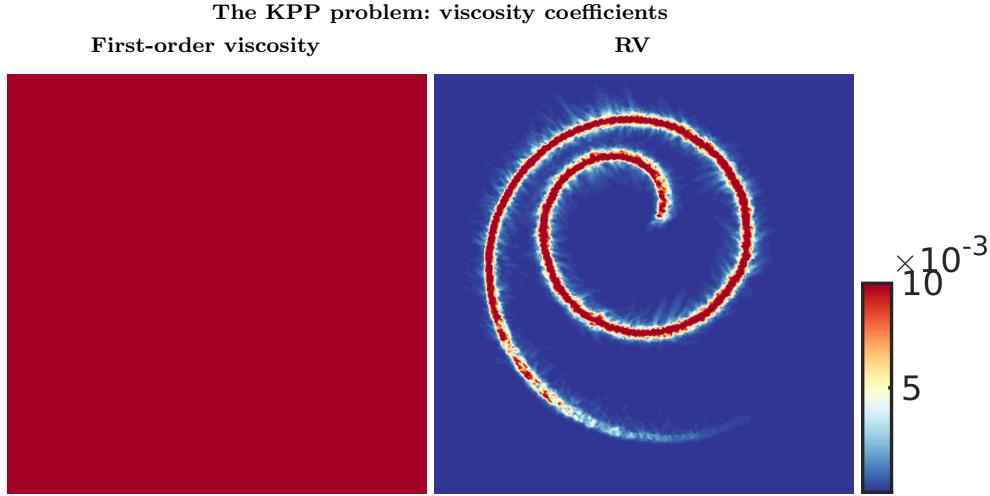 The KPP problem: viscosity coefficients
First-order viscosity
RV
×10-3
10
5